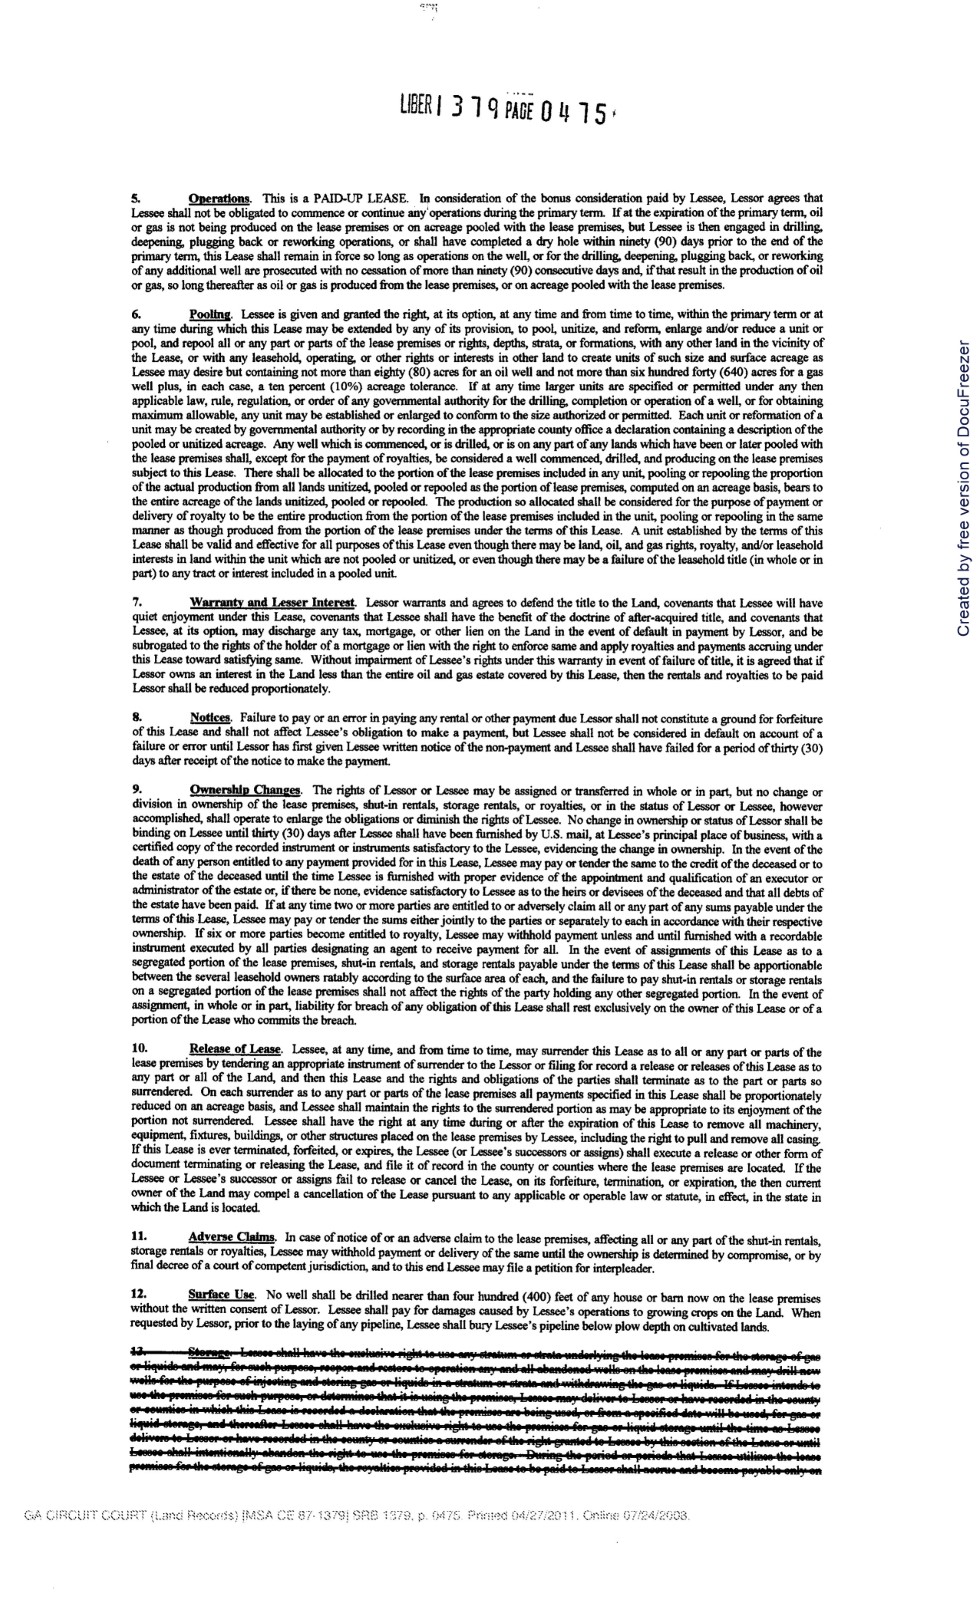 LIBER 1379 PAGE 0475
5. Operations. This is a PAID-UP LEASE. In consideration of the bonus consideration paid by Lessee, Lessor agrees that
Lessee shall not be obligated to commence or continue any operations during the primary term. If at the expiration of the primary term, oil
or gas is not being produced on the lease premises or on acreage pooled with the lease premises, but Lessee is then engaged in drilling,
deepening, plugging back or reworking operations, or shall have completed a dry hole within ninety (90) days prior to the end of the
primary term, this Lease shall remain in force so long as operations on the well, or for the drilling, deepening, plugging back, or reworking
of any additional well are prosecuted with no cessation of more than ninety (90) consecutive days and, if that result in the production of oil
or gas, so long thereafter as oil or gas is produced from the lease premises, or on acreage pooled with the lease premises.
6. Pooling. Lessee is given and granted the right, at its option, at any time and from time to time, within the primary term or at
any time during which this Lease may be extended by any of its provision, to pool, unitize, and reform, enlarge and/or reduce a unit or
pool, and repool all or any part or parts of the lease premises or rights, depths, strata, or formations, with any other land in the vicinity of
the Lease, or with any leasehold, operating, or other rights or interests in other land to create units of such size and surface acreage as
Lessee may desire but containing not more than eighty (80) acres for an oil well and not more than six hundred forty (640) acres for a gas
well plus, in each case, a ten percent (10%) acreage tolerance. If at any time larger units are specified or permitted under any then
applicable law, rule, regulation, or order of any governmental authority for the drilling, completion or operation of a well, or for obtaining
maximum allowable, any unit may be established or enlarged to conform to the size authorized or permitted. Each unit or reformation of a
unit may be created by governmental authority or by recording in the appropriate county office a declaration containing a description of the
pooled or unitized acreage. Any well which is commenced, or is drilled, or is on any part of any lands which have been or later pooled with
the lease premises shall, except for the payment of royalties, be considered a well commenced, drilled, and producing on the lease premises
subject to this Lease. There shall be allocated to the portion of the lease premises included in any unit, pooling or repooling the proportion
of the actual production from all lands unitized, pooled or repooled as the portion of lease premises, computed on an acreage basis, bears to
the entire acreage of the lands unitized, pooled or repooled. The production so allocated shall be considered for the purpose of payment or
delivery of royalty to be the entire production from the portion of the lease premises included in the unit, pooling or repooling in the same
manner as though produced from the portion of the lease premises under the terms of this Lease. A unit established by the terms of this
Lease shall be valid and effective for all purposes of this Lease even though there may be land, oil, and gas rights, royalty, and/or leasehold
interests in land within the unit which are not pooled or unitized, or even though there may be a failure of the leasehold title (in whole or in
part) to any tract or interest included in a pooled unit.
7. Warranty and Lesser Interest. Lessor warrants and agrees to defend the title to the Land, covenants that Lessee will have
quiet enjoyment under this Lease, covenants that Lessee shall have the benefit of the doctrine of after-acquired title, and covenants that
Lessee, at its option, may discharge any tax, mortgage, or other lien on the Land in the event of default in payment by Lessor, and be
subrogated to the rights of the holder of a mortgage or lien with the right to enforce same and apply royalties and payments accruing under
this Lease toward satisfying same. Without impairment of Lessee's rights under this warranty in event of failure of title, it is agreed that if
Lessor owns an interest in the Land less than the entire oil and gas estate covered by this Lease, then the rentals and royalties to be paid
Lessor shall be reduced proportionately.
8. Notices. Failure to pay or an error in paying any rental or other payment due Lessor shall not constitute a ground for forfeiture
of this Lease and shall not affect Lessee's obligation to make a payment, but Lessee shall not be considered in default on account of a
failure or error until Lessor has first given Lessee written notice of the non-payment and Lessee shall have failed for a period of thirty (30)
days after receipt of the notice to make the payment.
9. Ownership Changes. The rights of Lessor or Lessee may be assigned or transferred in whole or in part, but no change or
division in ownership of the lease premises, shut-in rentals, storage rentals, or royalties, or in the status of Lessor or Lessee, however
accomplished, shall operate to enlarge the obligations or diminish the rights of Lessee. No change in ownership or status of Lessor shall be
binding on Lessee until thirty (30) days after Lessee shall have been furnished by U.S. mail, at Lessee's principal place of business, with a
certified copy of the recorded instrument or instruments satisfactory to the Lessee, evidencing the change in ownership. In the event of the
death of any person entitled to any payment provided for in this Lease, Lessee may pay or tender the same to the credit of the deceased or to
the estate of the deceased until the time Lessee is furnished with proper evidence of the appointment and qualification of an executor or
administrator of the estate or, if there be none, evidence satisfactory to Lessee as to the heirs or devisees of the deceased and that all debts of
the estate have been paid. If at any time two or more parties are entitled to or adversely claim all or any part of any sums payable under the
terms of this Lease, Lessee may pay or tender the sums either jointly to the parties or separately to each in accordance with their respective
ownership. If six or more parties become entitled to royalty, Lessee may withhold payment unless and until furnished with a recordable
instrument executed by all parties designating an agent to receive payment for all. In the event of assignments of this Lease as to a
segregated portion of the lease premises, shut-in rentals, and storage rentals payable under the terms of this Lease shall be apportionable
between the several leasehold owners ratably according to the surface area of each, and the failure to pay shut-in rentals or storage rentals
on a segregated portion of the lease premises shall not affect the rights of the party holding any other segregated portion. In the event of
assignment, in whole or in part, liability for breach of any obligation of this Lease shall rest exclusively on the owner of this Lease or of a
portion of the Lease who commits the breach.
10. Release of Lease. Lessee, at any time, and from time to time, may surrender this Lease as to all or any part or parts of the
lease premises by tendering an appropriate instrument of surrender to the Lessor or filing for record a release or releases of this Lease as to
any part or all of the Land, and then this Lease and the rights and obligations of the parties shall terminate as to the part or parts so
surrendered. On each surrender as to any part or parts of the lease premises all payments specified in this Lease shall be proportionately
reduced on an acreage basis, and Lessee shall maintain the rights to the surrendered portion as may be appropriate to its enjoyment of the
portion not surrendered. Lessee shall have the right at any time during or after the expiration of this Lease to remove all machinery,
equipment, fixtures, buildings, or other structures placed on the lease premises by Lessee, including the right to pull and remove all casing.
If this Lease is ever terminated, forfeited, or expires, the Lessee (or Lessee's successors or assigns) shall execute a release or other form of
document terminating or releasing the Lease, and file it of record in the county or counties where the lease premises are located. If the
Lessee or Lessee's successor or assigns fail to release or cancel the Lease, on its forfeiture, termination, or expiration, the then current
owner of the Land may compel a cancellation of the Lease pursuant to any applicable or operable law or statute, in effect, in the state in
which the Land is located.
11. Adverse Claims. In case of notice of or an adverse claim to the lease premises, affecting all or any part of the shut-in rentals,
storage rentals or royalties, Lessee may withhold payment or delivery of the same until the ownership is determined by compromise, or by
final decree of a court of competent jurisdiction, and to this end Lessee may file a petition for interpleader.
12. Surface Use. No well shall be drilled nearer than four hundred (400) feet of any house or barn now on the lease premises
without the written consent of Lessor. Lessee shall pay for damages caused by Lessee's operations to growing crops on the Land. When
requested by Lessor, prior to the laying of any pipeline, Lessee shall bury Lessee's pipeline below plow depth on cultivated lands.
13. Storage. Lessee shall have the exclusive right to use any stratum or strata underlying the lease premises for the storage of gas
or liquids and may, for such purpose, reopen and restore to operation any and all abandoned wells on the lease premises and may drill new
wells for the purpose of injecting and storing gas or liquids in a stratum or strata and withdrawing the gas or liquids. If Lessee intends to
use the premises for such purpose, or determines that it is using the premises, Lessee may deliver to Lessor or have recorded in the county
or counties in which this Lease is recorded a declaration that the premises are being used, or from a specified date will be used, for gas or
liquid storage, and thereafter Lessee shall have the exclusive right to use the premises for gas or liquid storage until the time as Lessee
delivers to Lessor or have recorded in the county or counties a surrender of the right granted to Lessee by this section of the Lease or until
Lessee shall intentionally abandon the right to use the premises for storage. During the period or periods that Lessee utilizes the lease
premises for the storage of gas or liquids, the royalties provided in this Lease to be paid to Lessor shall accrue and become payable only on
GA CIRCUIT COURT (Land Records) [MSA CE 87-1379] SRB 1379, p. 0475. Printed 04/27/2011. Online 07/24/2008.
Created by free version of DocuFreezer